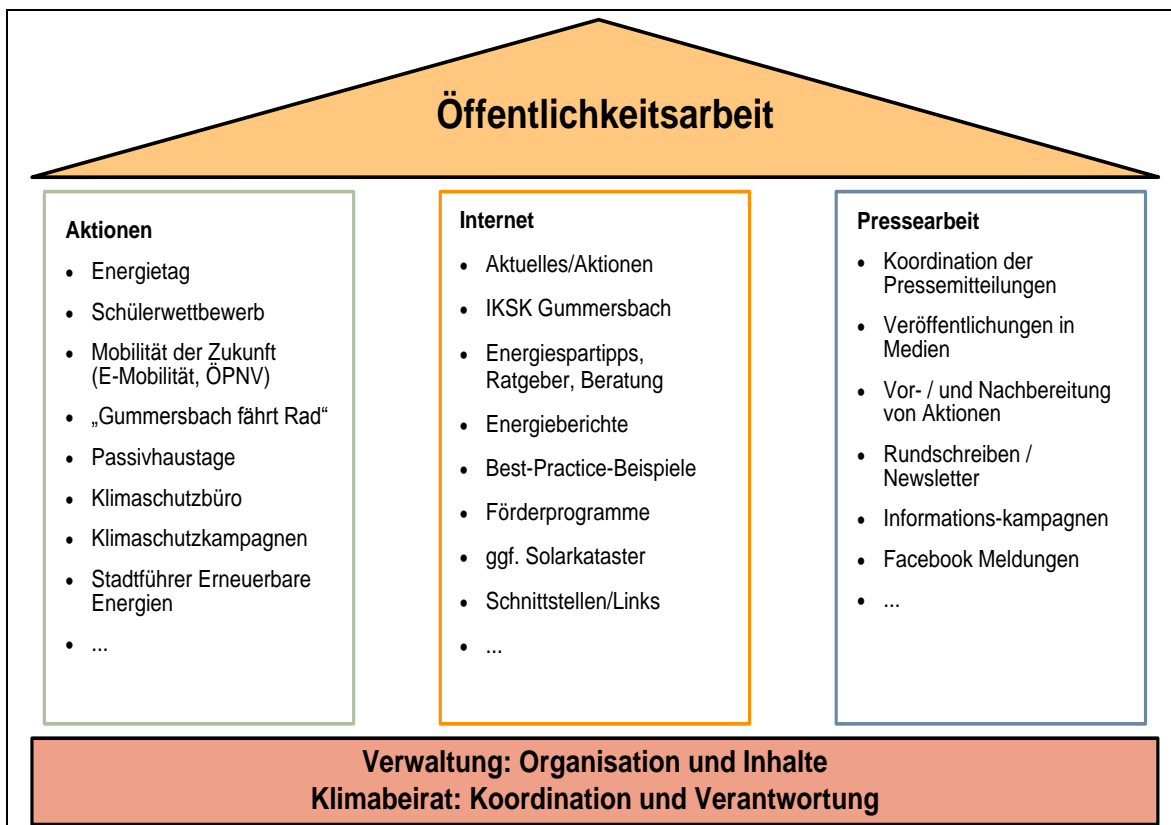 Öffentlichkeitsarbeit
Aktionen
• Energietag
• Schülerwettbewerb
• Mobilität der Zukunft
(E-Mobilität, ÖPNV)
• „Gummersbach fährt Rad“
• Passivhaustage
• Klimaschutzbüro
• Klimaschutzkampagnen
• Stadtführer Erneuerbare
Energien
• ...
Internet
• Aktuelles/Aktionen
• IKSK Gummersbach
• Energiespartipps,
Ratgeber, Beratung
• Energieberichte
• Best-Practice-Beispiele
• Förderprogramme
• ggf. Solarkataster
• Schnittstellen/Links
• ...
Pressearbeit
• Koordination der
Pressemitteilungen
• Veröffentlichungen in
Medien
• Vor- / und Nachbereitung
von Aktionen
• Rundschreiben /
Newsletter
• Informations-kampagnen
• Facebook Meldungen
• ...
Verwaltung: Organisation und Inhalte
Klimabeirat: Koordination und Verantwortung